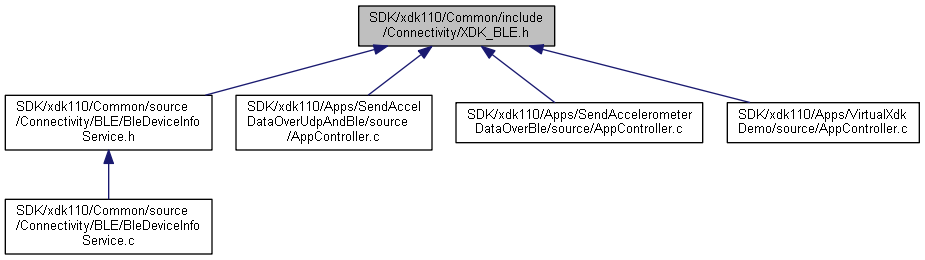 SDK/xdk110/Common/include
/Connectivity/XDK_BLE.h
SDK/xdk110/Common/source
/Connectivity/BLE/BleDeviceInfo
Service.h
SDK/xdk110/Apps/SendAccel
DataOverUdpAndBle/source
/AppController.c
SDK/xdk110/Apps/SendAccelerometer
DataOverBle/source/AppController.c
SDK/xdk110/Apps/VirtualXdk
Demo/source/AppController.c
SDK/xdk110/Common/source
/Connectivity/BLE/BleDeviceInfo
Service.c